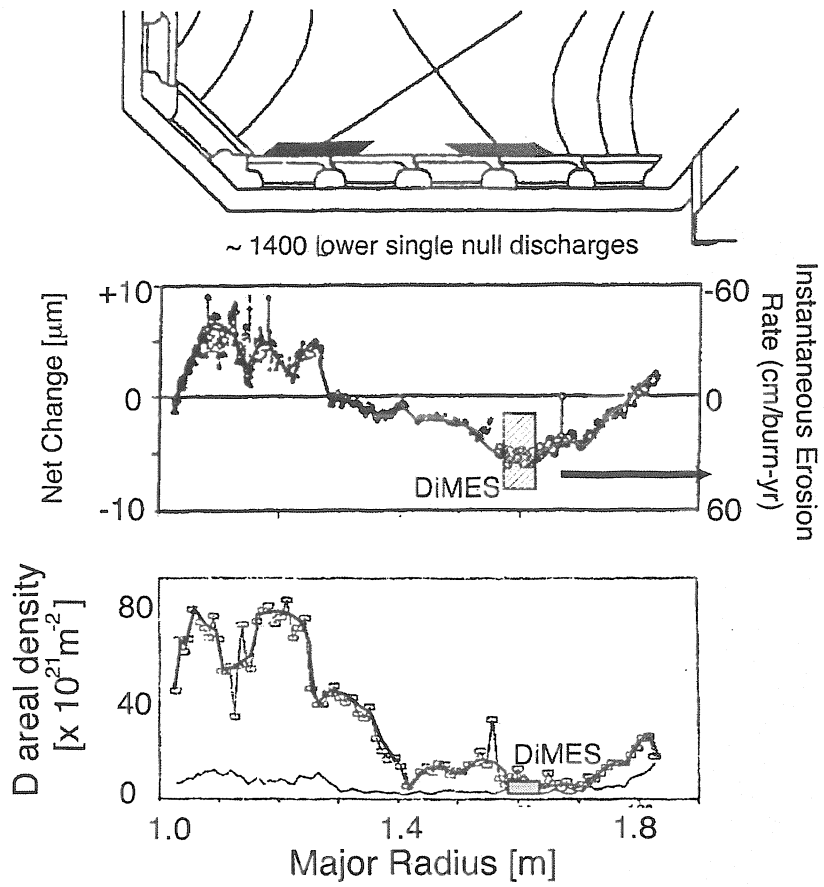 ~ 1400 lower single null discharges
+10
0
-10
Net Change [μm]
-60
0
60
Instantaneous Erosion
Rate (cm/burn-yr)
DiMES
80
40
0
D areal density
[x 10²¹m⁻²]
DiMES
1.0
1.4
1.8
Major Radius [m]